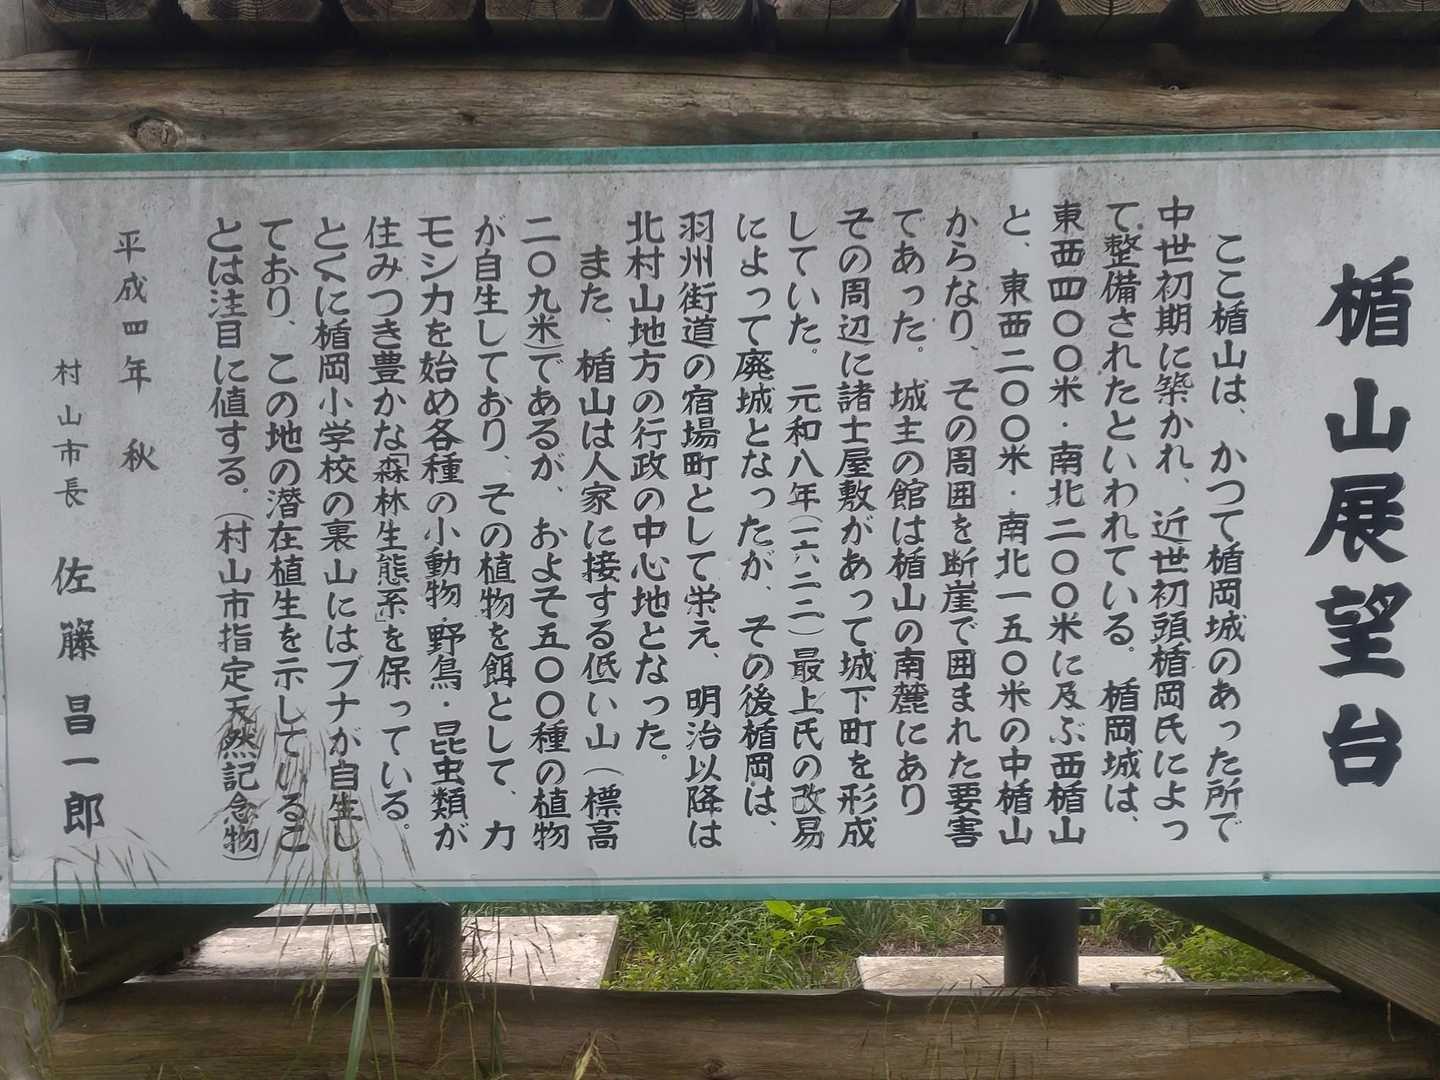 楯山展望台
ここ楯山は、かつて楯岡城のあった所で
中世初期に築かれ、近世初頭楯岡氏によっ
て整備されたといわれている。楯岡城は、
東西四〇〇米・南北二〇〇米に及ぶ西楯山
と、東西二〇〇米・南北一五〇米の中楯山
からなり、その周囲を断崖で囲まれた要害
であった。城主の館は楯山の南麓にあり
その周辺に諸士屋敷があって城下町を形成
していた。元和八年(一六二二)最上氏の改易
によって廃城となったが、その後楯岡は、
羽州街道の宿場町として栄え、明治以降は
北村山地方の行政の中心地となった。
また、楯山は人家に接する低い山(標高
二〇九米)であるが、およそ五〇〇種の植物
が自生しており、その植物を餌として、カ
モシカを始め各種の小動物・野鳥・昆虫類が
住みつき豊かな「森林生態系」を保っている。
とくに楯岡小学校の裏山にはブナが自生し
ており、この地の潜在植生を示しているこ
とは注目に値する。(村山市指定天然記念物)
平成四年 秋
村山市長 佐藤昌一郎